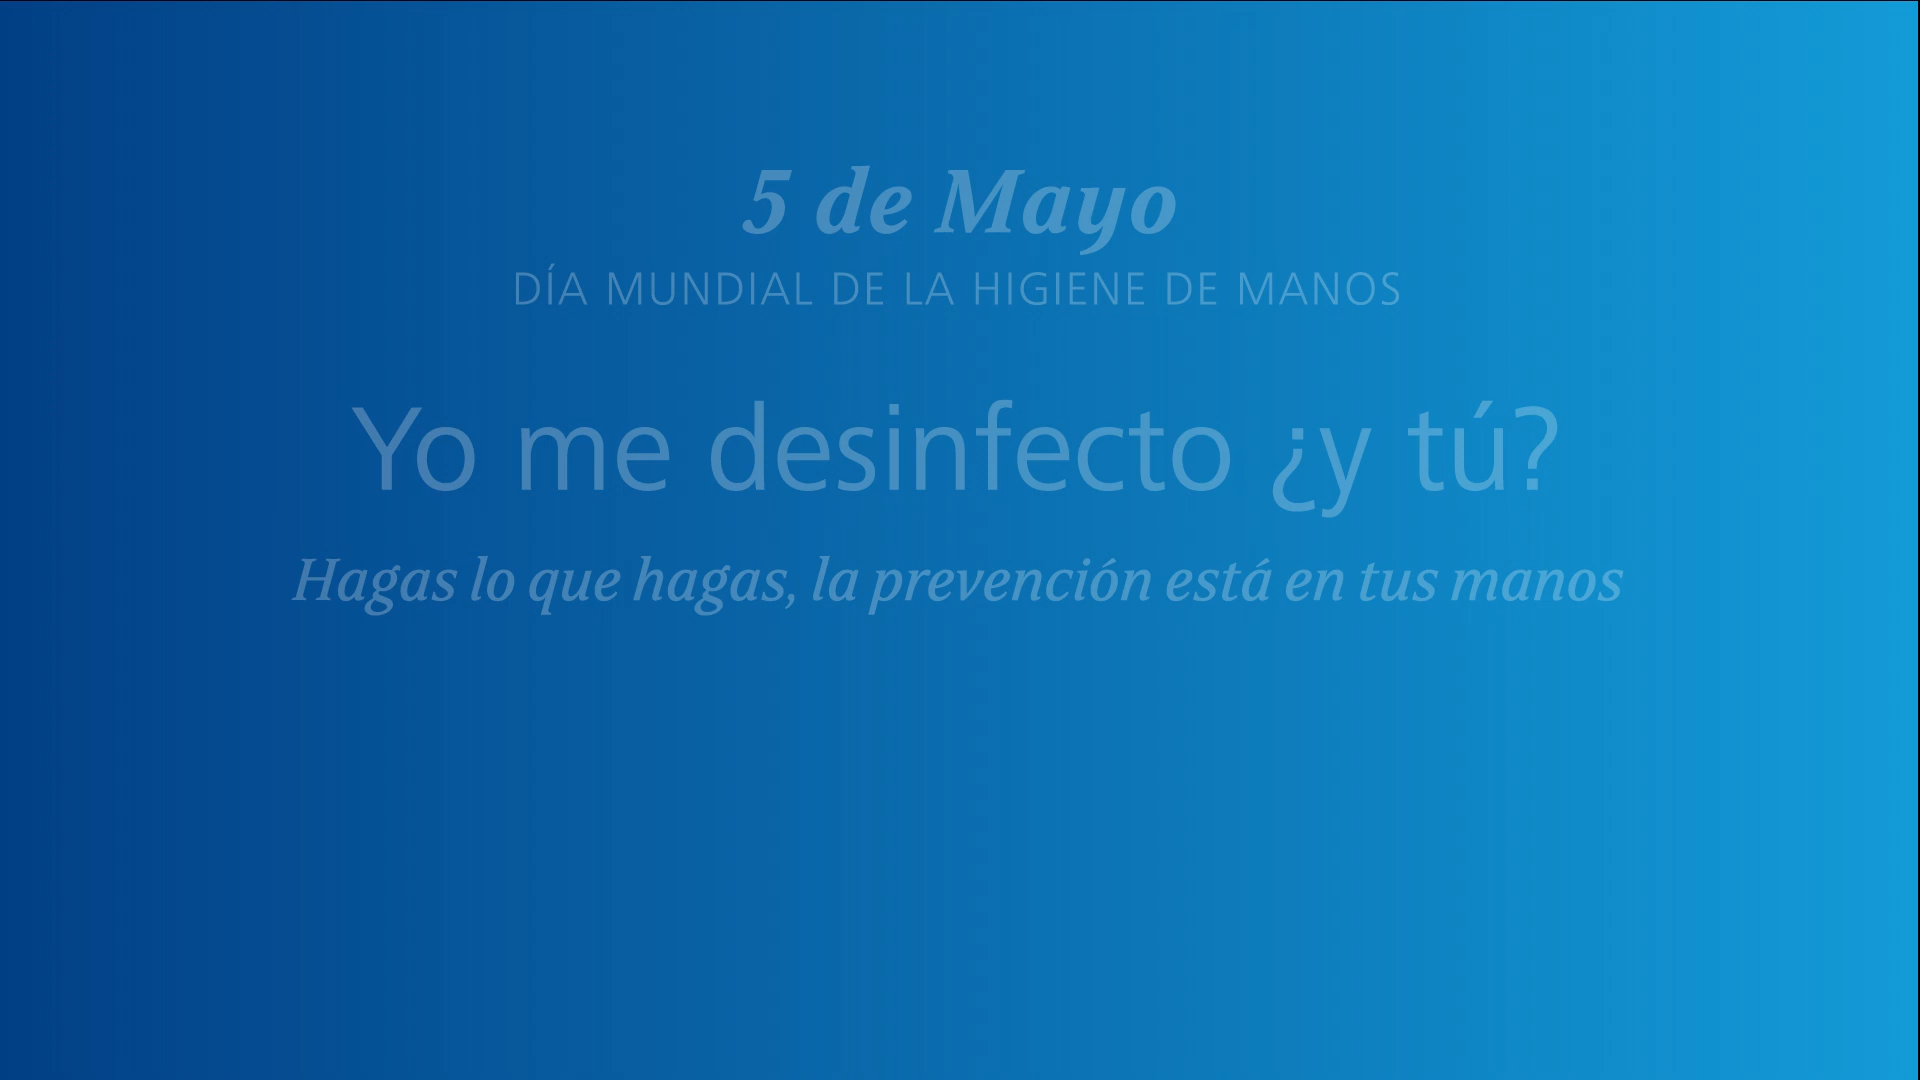 5 de Mayo
DÍA MUNDIAL DE LA HIGIENE DE MANOS
Yo me desinfecto ¿y tú?
Hagas lo que hagas, la prevención está en tus manos